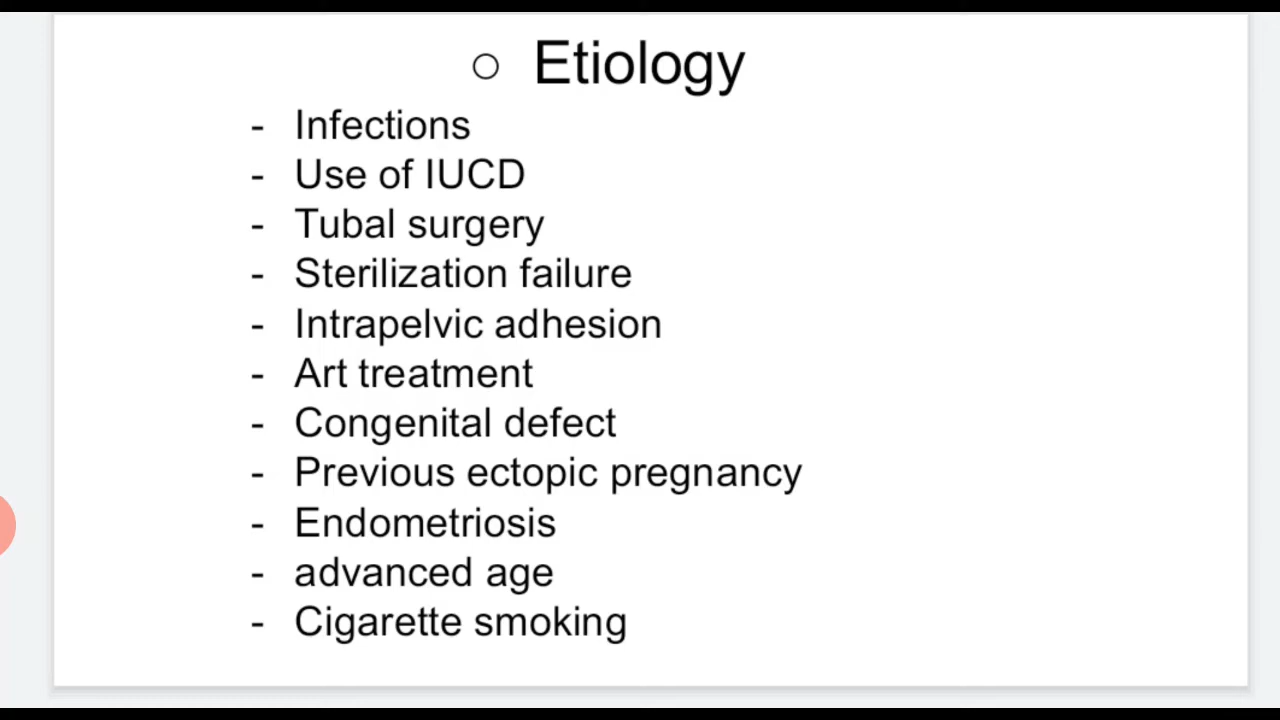 ○ Etiology
- Infections
- Use of IUCD
- Tubal surgery
- Sterilization failure
- Intrapelvic adhesion
- Art treatment
- Congenital defect
- Previous ectopic pregnancy
- Endometriosis
- advanced age
- Cigarette smoking